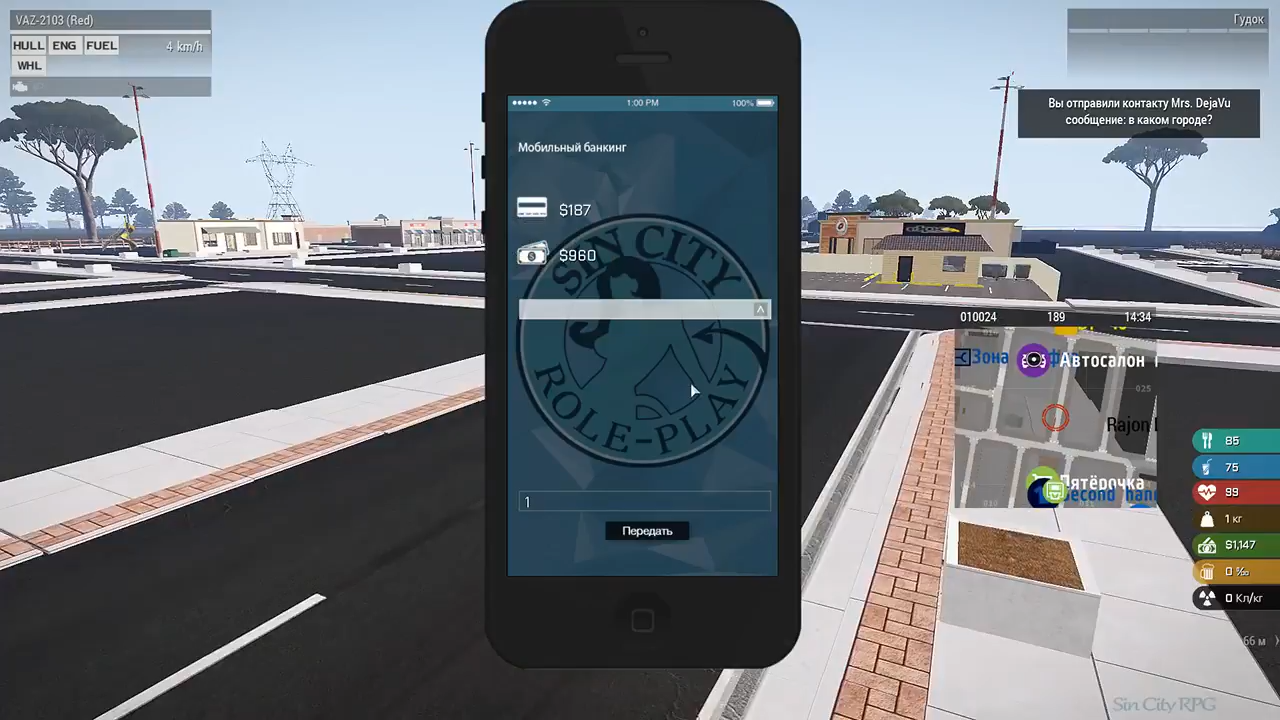 VAZ-2103 (Red)
HULL ENG FUEL 4 km/h
WHL
Гудок
Вы отправили контакту Mrs. DejaVu
сообщение: в каком городе?
1:00 PM 100%
Мобильный банкинг
$187
$960
SIN CITY
ROLE-PLAY
1
Передать
010024 189 14:34
Зона
Автосалон
025
Rajon
Пятёрочка
Second hand
85
75
99
1 кг
$1,147
0 ‰
0 Кл/кг
66 м
Sin City RPG